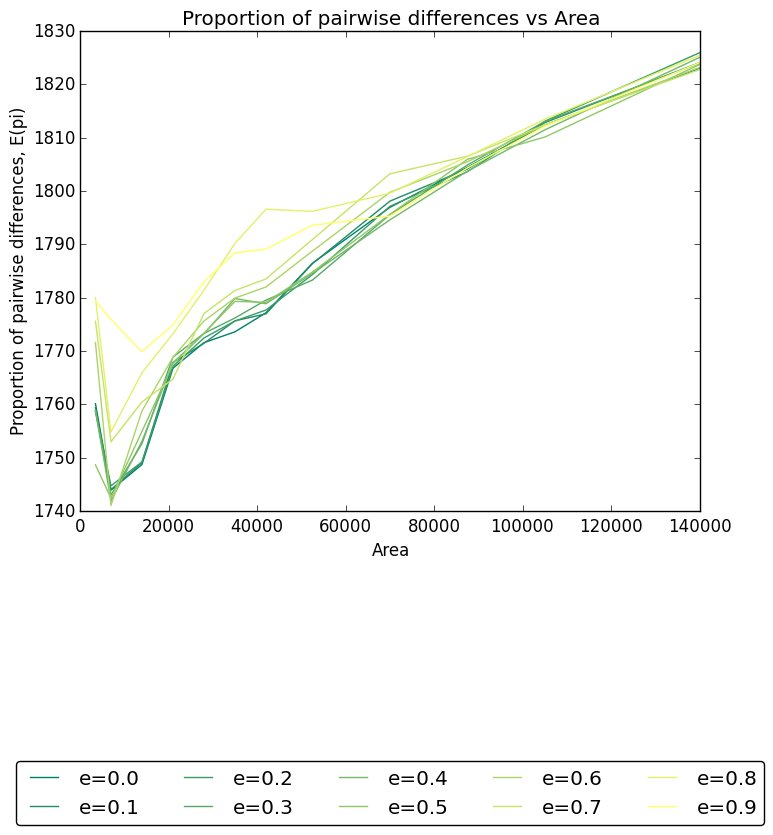 Proportion of pairwise differences vs Area
Proportion of pairwise differences, E(pi)
1830
1820
1810
1800
1790
1780
1770
1760
1750
1740
0 20000 40000 60000 80000 100000 120000 140000
Area
e=0.0 e=0.2 e=0.4 e=0.6 e=0.8
e=0.1 e=0.3 e=0.5 e=0.7 e=0.9